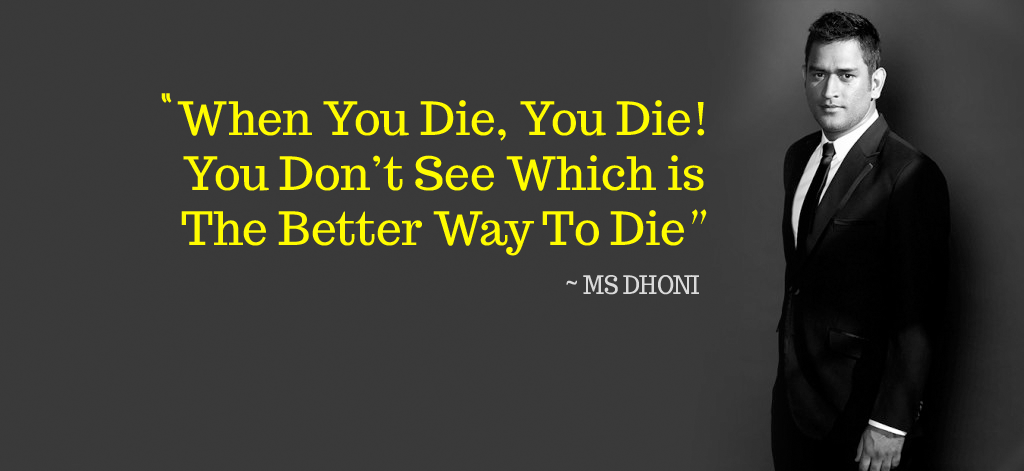 “When You Die, You Die!
You Don’t See Which is
The Better Way To Die”
~ MS DHONI